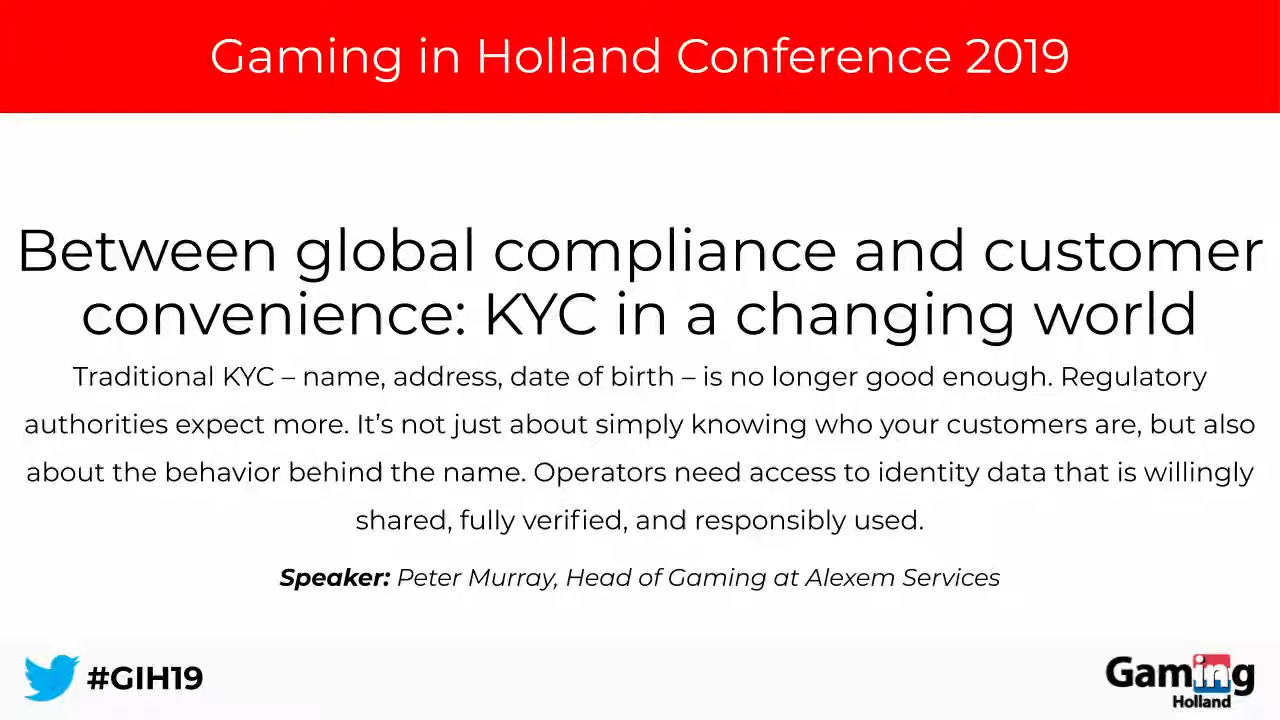 Gaming in Holland Conference 2019
Between global compliance and customer
convenience: KYC in a changing world
Traditional KYC – name, address, date of birth – is no longer good enough. Regulatory
authorities expect more. It’s not just about simply knowing who your customers are, but also
about the behavior behind the name. Operators need access to identity data that is willingly
shared, fully verified, and responsibly used.
Speaker: Peter Murray, Head of Gaming at Alexem Services
#GIH19
Gaming
Holland